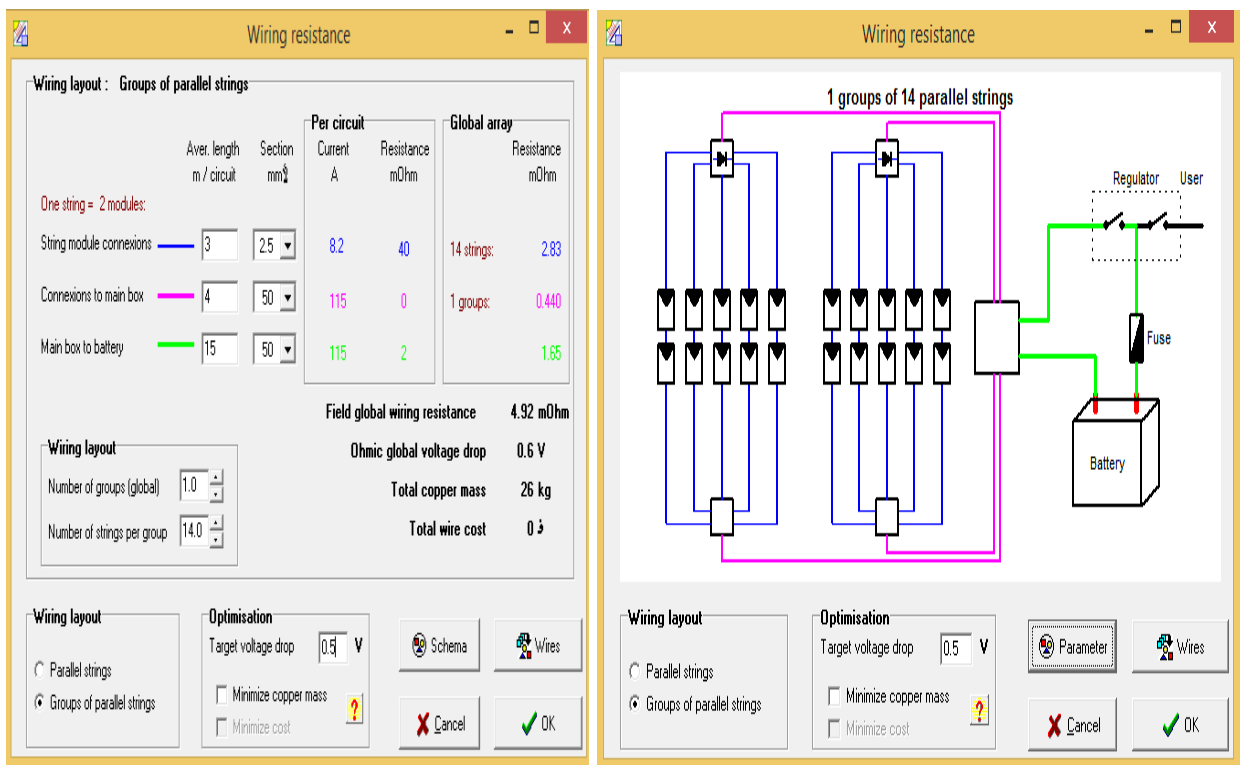 Wiring resistance
Wiring layout : Groups of parallel strings
Per circuit
Global array
Aver. length Section Current Resistance Resistance
m / circuit mm² A mOhm mOhm
One string = 2 modules:
String module connexions 3 2.5 8.2 40 14 strings: 2.83
Connexions to main box 4 50 115 0 1 groups: 0.440
Main box to battery 15 50 115 2 1.65
Field global wiring resistance 4.92 mOhm
Ohmic global voltage drop 0.6 V
Total copper mass 26 kg
Total wire cost 0
Wiring layout
Number of groups (global) 1.0
Number of strings per group 14.0
Wiring layout
Parallel strings
Groups of parallel strings
Optimisation
Target voltage drop 0.5 V
Minimize copper mass
?
Minimize cost
Schema
Wires
Cancel
OK
Wiring resistance
1 groups of 14 parallel strings
Regulator User
Fuse
Battery
Wiring layout
Parallel strings
Groups of parallel strings
Optimisation
Target voltage drop 0.5 V
Minimize copper mass
?
Minimize cost
Parameter
Wires
Cancel
OK